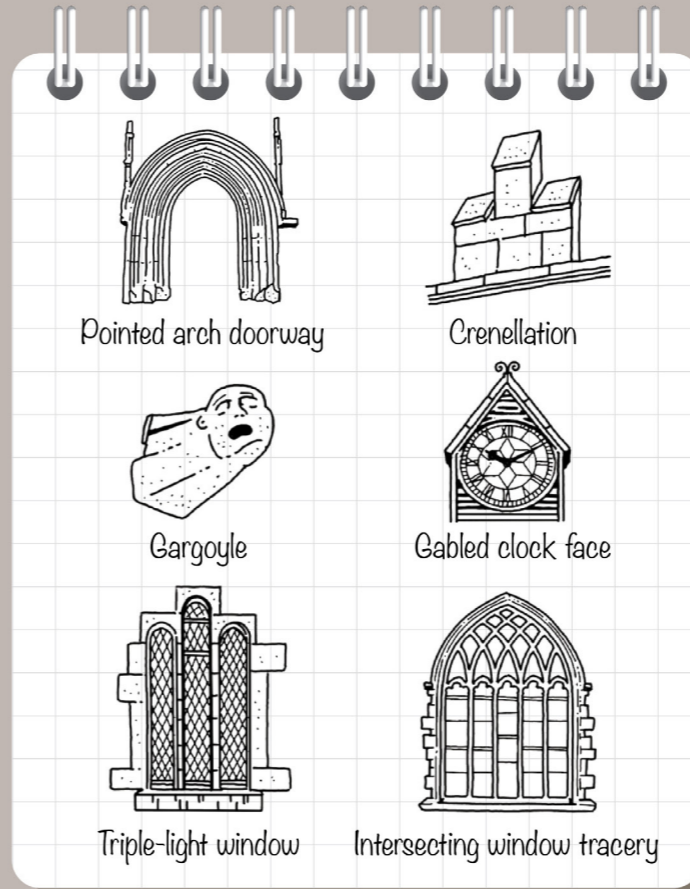 Pointed arch doorway
Crenellation
Gargoyle
Gabled clock face
Triple-light window
Intersecting window tracery